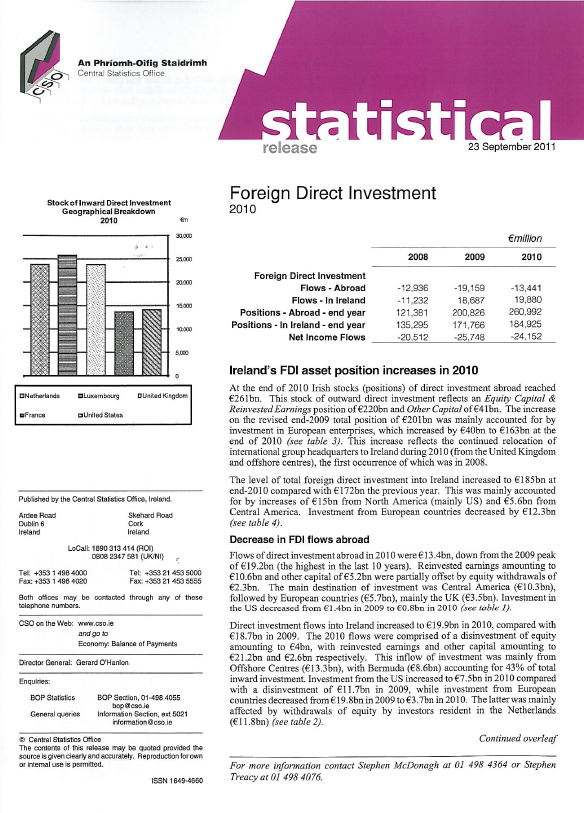 An Phríomh-Oifig Staidrimh
Central Statistics Office
CSO
statistical
release
23 September 2011
Foreign Direct Investment
2010
€million
2008 2009 2010
Foreign Direct Investment
Flows - Abroad -12,936 -19,159 -13,441
Flows - In Ireland -11,232 18,687 19,880
Positions - Abroad - end year 121,381 200,826 260,992
Positions - In Ireland - end year 135,295 171,766 184,925
Net Income Flows -20,512 -25,748 -24,152
Stock of Inward Direct Investment
Geographical Breakdown
2010
€m
30,000
25,000
20,000
15,000
10,000
5,000
0
Netherlands Luxembourg United Kingdom
France United States
Ireland's FDI asset position increases in 2010
At the end of 2010 Irish stocks (positions) of direct investment abroad reached
€261bn. This stock of outward direct investment reflects an Equity Capital &
Reinvested Earnings position of €220bn and Other Capital of €41bn. The increase
on the revised end-2009 total position of €201bn was mainly accounted for by
investment in European enterprises, which increased by €40bn to €163bn at the
end of 2010 (see table 3). This increase reflects the continued relocation of
international group headquarters to Ireland during 2010 (from the United Kingdom
and offshore centres), the first occurrence of which was in 2008.
The level of total foreign direct investment into Ireland increased to €185bn at
end-2010 compared with €172bn the previous year. This was mainly accounted
for by increases of €15bn from North America (mainly US) and €5.6bn from
Central America. Investment from European countries decreased by €12.3bn
(see table 4).
Decrease in FDI flows abroad
Flows of direct investment abroad in 2010 were €13.4bn, down from the 2009 peak
of €19.2bn (the highest in the last 10 years). Reinvested earnings amounting to
€10.6bn and other capital of €5.2bn were partially offset by equity withdrawals of
€2.3bn. The main destination of investment was Central America (€10.3bn),
followed by European countries (€5.7bn), mainly the UK (€3.5bn). Investment in
the US decreased from €1.4bn in 2009 to €0.8bn in 2010 (see table 1).
Direct investment flows into Ireland increased to €19.9bn in 2010, compared with
€18.7bn in 2009. The 2010 flows were comprised of a disinvestment of equity
amounting to €4bn, with reinvested earnings and other capital amounting to
€21.2bn and €2.6bn respectively. This inflow of investment was mainly from
Offshore Centres (€13.3bn), with Bermuda (€8.6bn) accounting for 43% of total
inward investment. Investment from the US increased to €7.5bn in 2010 compared
with a disinvestment of €11.7bn in 2009, while investment from European
countries decreased from €19.8bn in 2009 to €3.7bn in 2010. The latter was mainly
affected by withdrawals of equity by investors resident in the Netherlands
(€11.8bn) (see table 2).
Continued overleaf
For more information contact Stephen McDonagh at 01 498 4364 or Stephen
Treacy at 01 498 4076.
Published by the Central Statistics Office, Ireland.
Ardee Road Skehard Road
Dublin 6 Cork
Ireland Ireland
LoCall: 1890 313 414 (ROI)
0808 2347 581 (UK/NI)
Tel: +353 1 498 4000 Tel: +353 21 453 5000
Fax: +353 1 498 4020 Fax: +353 21 453 5555
Both offices may be contacted through any of these
telephone numbers.
CSO on the Web: www.cso.ie
and go to
Economy: Balance of Payments
Director General: Gerard O'Hanlon
Enquiries:
BOP Statistics BOP Section, 01-498 4055
bop@cso.ie
General queries Information Section, ext 5021
information@cso.ie
© Central Statistics Office
The contents of this release may be quoted provided the
source is given clearly and accurately. Reproduction for own
or internal use is permitted.
ISSN 1649-4660